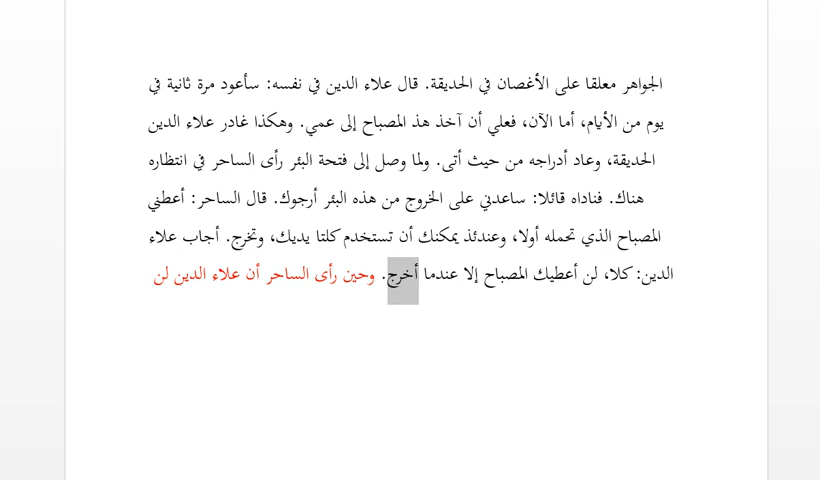 الجواهر معلقا على الأغصان في الحديقة. قال علاء الدين في نفسه: سأعود مرة ثانية في
يوم من الأيام، أما الآن، فعلي أن آخذ هذ المصباح إلى عمي. وهكذا غادر علاء الدين
الحديقة، وعاد أدراجه من حيث أتى. ولما وصل إلى فتحة البئر رأى الساحر في انتظاره
هناك. فناداه قائلا: ساعدني على الخروج من هذه البئر أرجوك. قال الساحر: أعطني
المصباح الذي تحمله أولا، وعندئذ يمكنك أن تستخدم كلتا يديك، وتخرج. أجاب علاء
الدين: كلا، لن أعطيك المصباح إلا عندما أخرج. وحين رأى الساحر أن علاء الدين لن